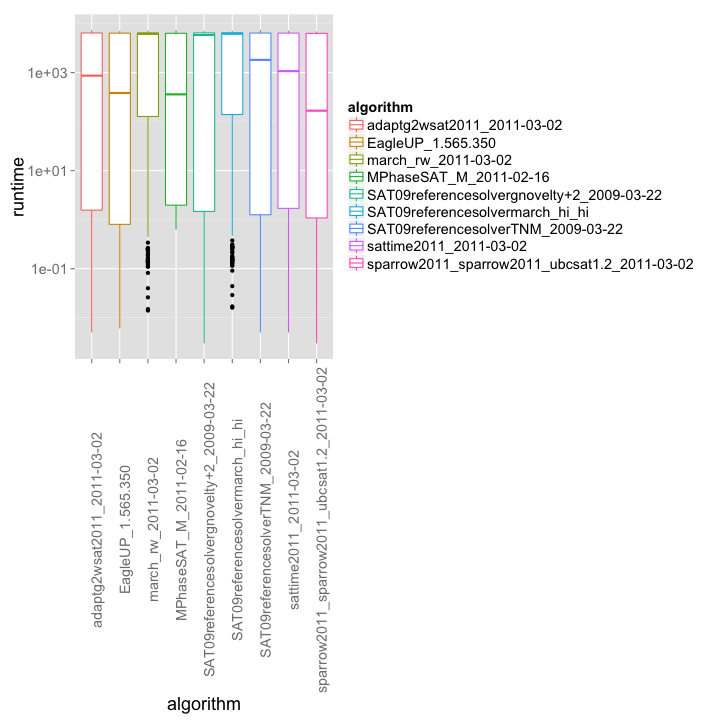 1e+03
1e+01
1e-01
runtime
algorithm
adaptg2wsat2011_2011-03-02
EagleUP_1.565.350
march_rw_2011-03-02
MPhaseSAT_M_2011-02-16
SAT09referencesolvergnovelty+2_2009-03-22
SAT09referencesolvermarch_hi_hi
SAT09referencesolverTNM_2009-03-22
sattime2011_2011-03-02
sparrow2011_sparrow2011_ubcsat1.2_2011-03-02
adaptg2wsat2011_2011-03-02
EagleUP_1.565.350
march_rw_2011-03-02
MPhaseSAT_M_2011-02-16
SAT09referencesolvergnovelty+2_2009-03-22
SAT09referencesolvermarch_hi_hi
SAT09referencesolverTNM_2009-03-22
sattime2011_2011-03-02
sparrow2011_sparrow2011_ubcsat1.2_2011-03-02
algorithm